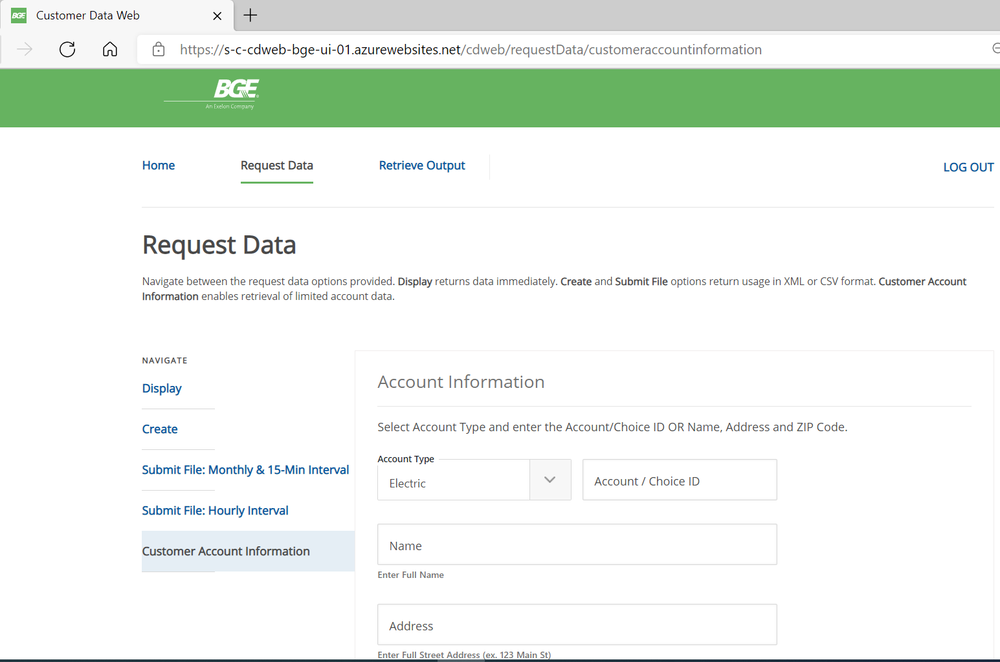 BGE Customer Data Web
https://s-c-cdweb-bge-ui-01.azurewebsites.net/cdweb/requestData/customeraccountinformation
BGE
An Exelon Company
Home Request Data Retrieve Output LOG OUT
Request Data
Navigate between the request data options provided. Display returns data immediately. Create and Submit File options return usage in XML or CSV format. Customer Account
Information enables retrieval of limited account data.
NAVIGATE
Display
Create
Submit File: Monthly & 15-Min Interval
Submit File: Hourly Interval
Customer Account Information
Account Information
Select Account Type and enter the Account/Choice ID OR Name, Address and ZIP Code.
Account Type
Electric
Account / Choice ID
Name
Enter Full Name
Address
Enter Full Street Address (ex. 123 Main St)